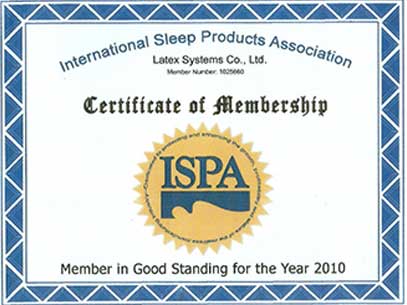 International Sleep Products Association
Latex Systems Co., Ltd.
Member Number: 1025660
Certificate of Membership
ISPA
Member in Good Standing for the Year 2010